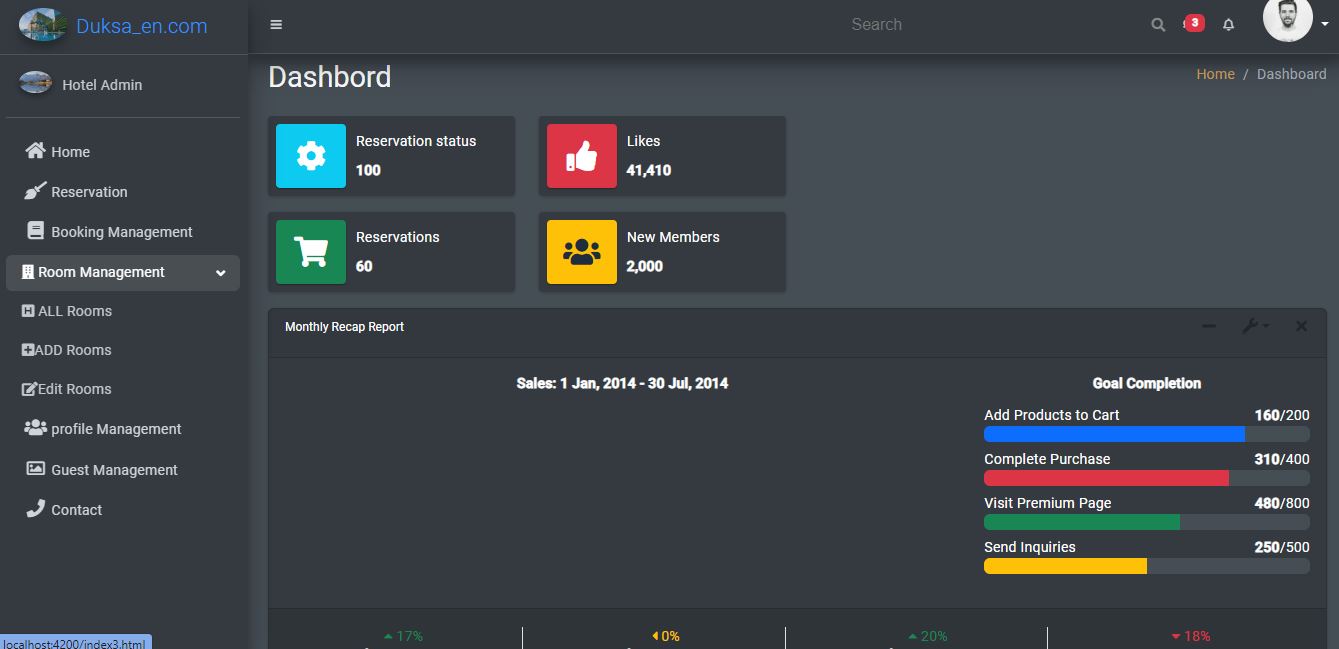 Duksa_en.com
Search
3
Hotel Admin
Dashbord
Home / Dashboard
Home
Reservation
Booking Management
Room Management
ALL Rooms
ADD Rooms
Edit Rooms
profile Management
Guest Management
Contact
Reservation status
100
Likes
41,410
Reservations
60
New Members
2,000
Monthly Recap Report
Sales: 1 Jan, 2014 - 30 Jul, 2014
Goal Completion
Add Products to Cart 160/200
Complete Purchase 310/400
Visit Premium Page 480/800
Send Inquiries 250/500
17% 0% 20% 18%
localhost:4200/index3.html